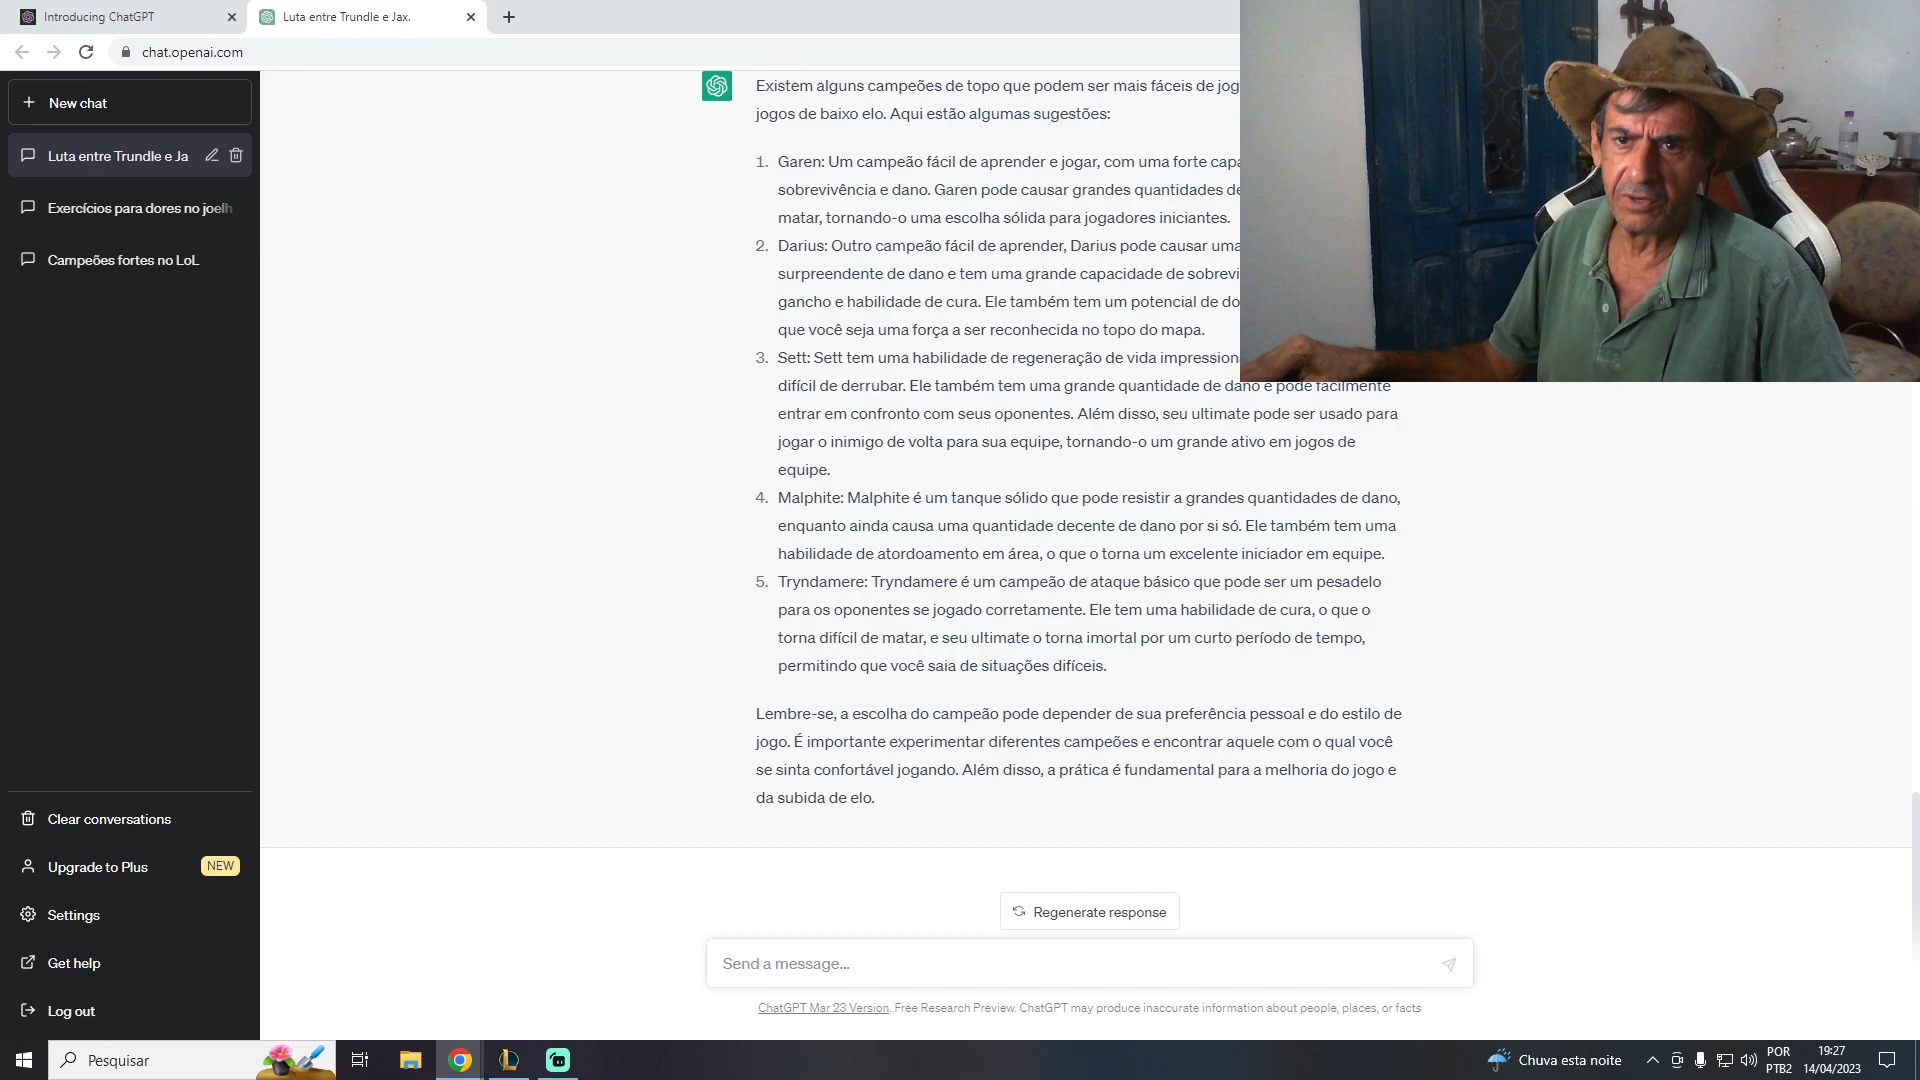 Introducing ChatGPT
Luta entre Trundle e Jax.
chat.openai.com
New chat
Luta entre Trundle e Ja
Exercícios para dores no joelh
Campeões fortes no LoL
Clear conversations
Upgrade to Plus
NEW
Settings
Get help
Log out
Existem alguns campeões de topo que podem ser mais fáceis de jog
jogos de baixo elo. Aqui estão algumas sugestões:
1. Garen: Um campeão fácil de aprender e jogar, com uma forte capa
sobrevivência e dano. Garen pode causar grandes quantidades de
matar, tornando-o uma escolha sólida para jogadores iniciantes.
2. Darius: Outro campeão fácil de aprender, Darius pode causar uma
surpreendente de dano e tem uma grande capacidade de sobrevi
gancho e habilidade de cura. Ele também tem um potencial de do
que você seja uma força a ser reconhecida no topo do mapa.
3. Sett: Sett tem uma habilidade de regeneração de vida impression
difícil de derrubar. Ele também tem uma grande quantidade de dano e pode facilmente
entrar em confronto com seus oponentes. Além disso, seu ultimate pode ser usado para
jogar o inimigo de volta para sua equipe, tornando-o um grande ativo em jogos de
equipe.
4. Malphite: Malphite é um tanque sólido que pode resistir a grandes quantidades de dano,
enquanto ainda causa uma quantidade decente de dano por si só. Ele também tem uma
habilidade de atordoamento em área, o que o torna um excelente iniciador em equipe.
5. Tryndamere: Tryndamere é um campeão de ataque básico que pode ser um pesadelo
para os oponentes se jogado corretamente. Ele tem uma habilidade de cura, o que o
torna difícil de matar, e seu ultimate o torna imortal por um curto período de tempo,
permitindo que você saia de situações difíceis.
Lembre-se, a escolha do campeão pode depender de sua preferência pessoal e do estilo de
jogo. É importante experimentar diferentes campeões e encontrar aquele com o qual você
se sinta confortável jogando. Além disso, a prática é fundamental para a melhoria do jogo e
da subida de elo.
Regenerate response
Send a message...
ChatGPT Mar 23 Version. Free Research Preview. ChatGPT may produce inaccurate information about people, places, or facts
Pesquisar
Chuva esta noite
POR
PTB2
19:27
14/04/2023